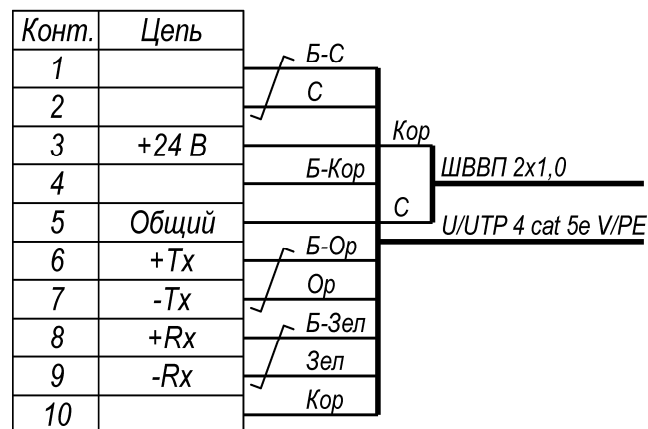 Конт. Цепь
1 Б-С
2 С
3 +24 В Кор
4 Б-Кор ШВВП 2x1,0
5 Общий С U/UTP 4 cat 5e V/PE
6 +Tx Б-Ор
7 -Tx Ор
8 +Rx Б-Зел
9 -Rx Зел
10 Кор